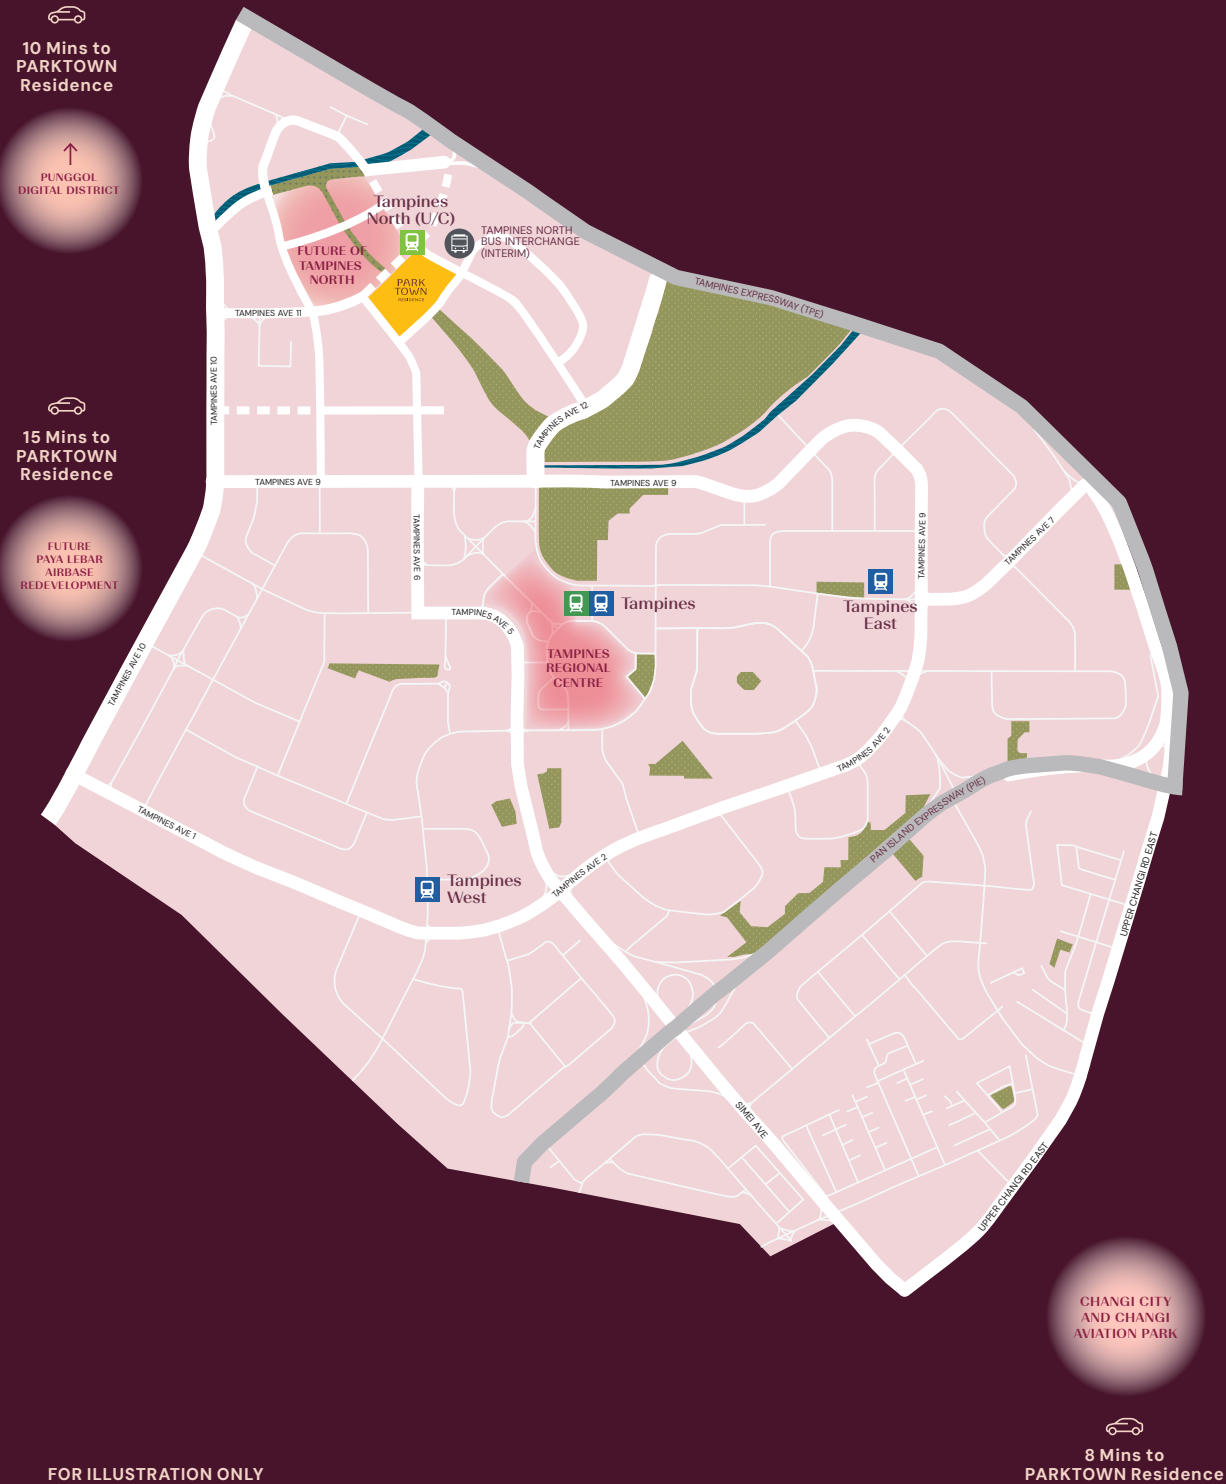 10 Mins to
PARKTOWN
Residence
PUNGGOL
DIGITAL DISTRICT
15 Mins to
PARKTOWN
Residence
FUTURE
PAYA LEBAR
AIRBASE
REDEVELOPMENT
Tampines
North (U/C)
TAMPINES NORTH
BUS INTERCHANGE
(INTERIM)
FUTURE OF
TAMPINES
NORTH
PARK
TOWN
RESIDENCE
TAMPINES EXPRESSWAY (TPE)
TAMPINES AVE 11
TAMPINES AVE 10
TAMPINES AVE 12
TAMPINES AVE 9
TAMPINES AVE 9
TAMPINES AVE 9
TAMPINES AVE 7
TAMPINES AVE 6
TAMPINES AVE 5
Tampines
Tampines
East
TAMPINES
REGIONAL
CENTRE
TAMPINES AVE 10
TAMPINES AVE 2
PAN ISLAND EXPRESSWAY (PIE)
TAMPINES AVE 1
TAMPINES AVE 2
Tampines
West
UPPER CHANGI RD EAST
SIMEI AVE
UPPER CHANGI RD EAST
CHANGI CITY
AND CHANGI
AVIATION PARK
8 Mins to
PARKTOWN Residence
FOR ILLUSTRATION ONLY